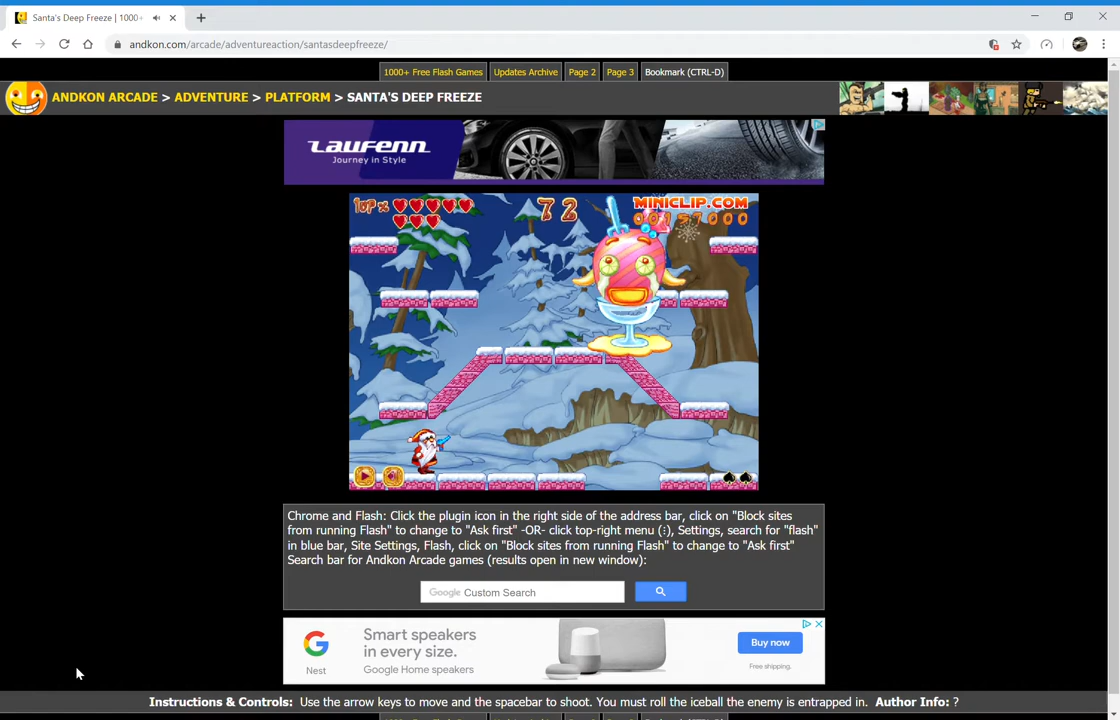 Santa's Deep Freeze | 1000+
andkon.com/arcade/adventureaction/santasdeepfreeze/
1000+ Free Flash Games Updates Archive Page 2 Page 3 Bookmark (CTRL-D)
ANDKON ARCADE > ADVENTURE > PLATFORM > SANTA'S DEEP FREEZE
LAUFENN
Journey in Style
10P x 72 MINICLIP.COM
00157000
Chrome and Flash: Click the plugin icon in the right side of the address bar, click on "Block sites
from running Flash" to change to "Ask first" -OR- click top-right menu (⋮), Settings, search for "flash"
in blue bar, Site Settings, Flash, click on "Block sites from running Flash" to change to "Ask first"
Search bar for Andkon Arcade games (results open in new window):
Google Custom Search
Smart speakers
in every size.
Google Home speakers
Nest
Buy now
Free shipping.
Instructions & Controls: Use the arrow keys to move and the spacebar to shoot. You must roll the iceball the enemy is entrapped in. Author Info: ?